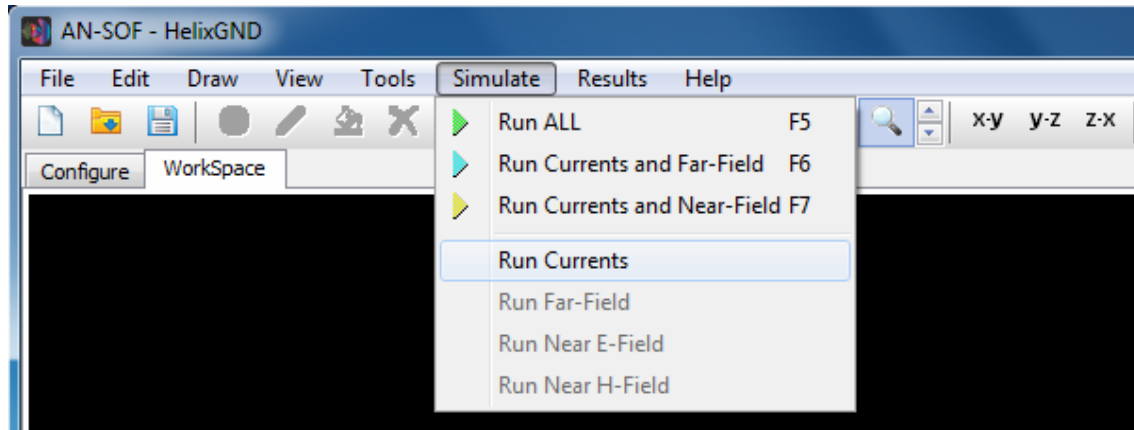 AN-SOF - HelixGND
File Edit Draw View Tools Simulate Results Help
x-y y-z z-x
Configure WorkSpace
Run ALL F5
Run Currents and Far-Field F6
Run Currents and Near-Field F7
Run Currents
Run Far-Field
Run Near E-Field
Run Near H-Field